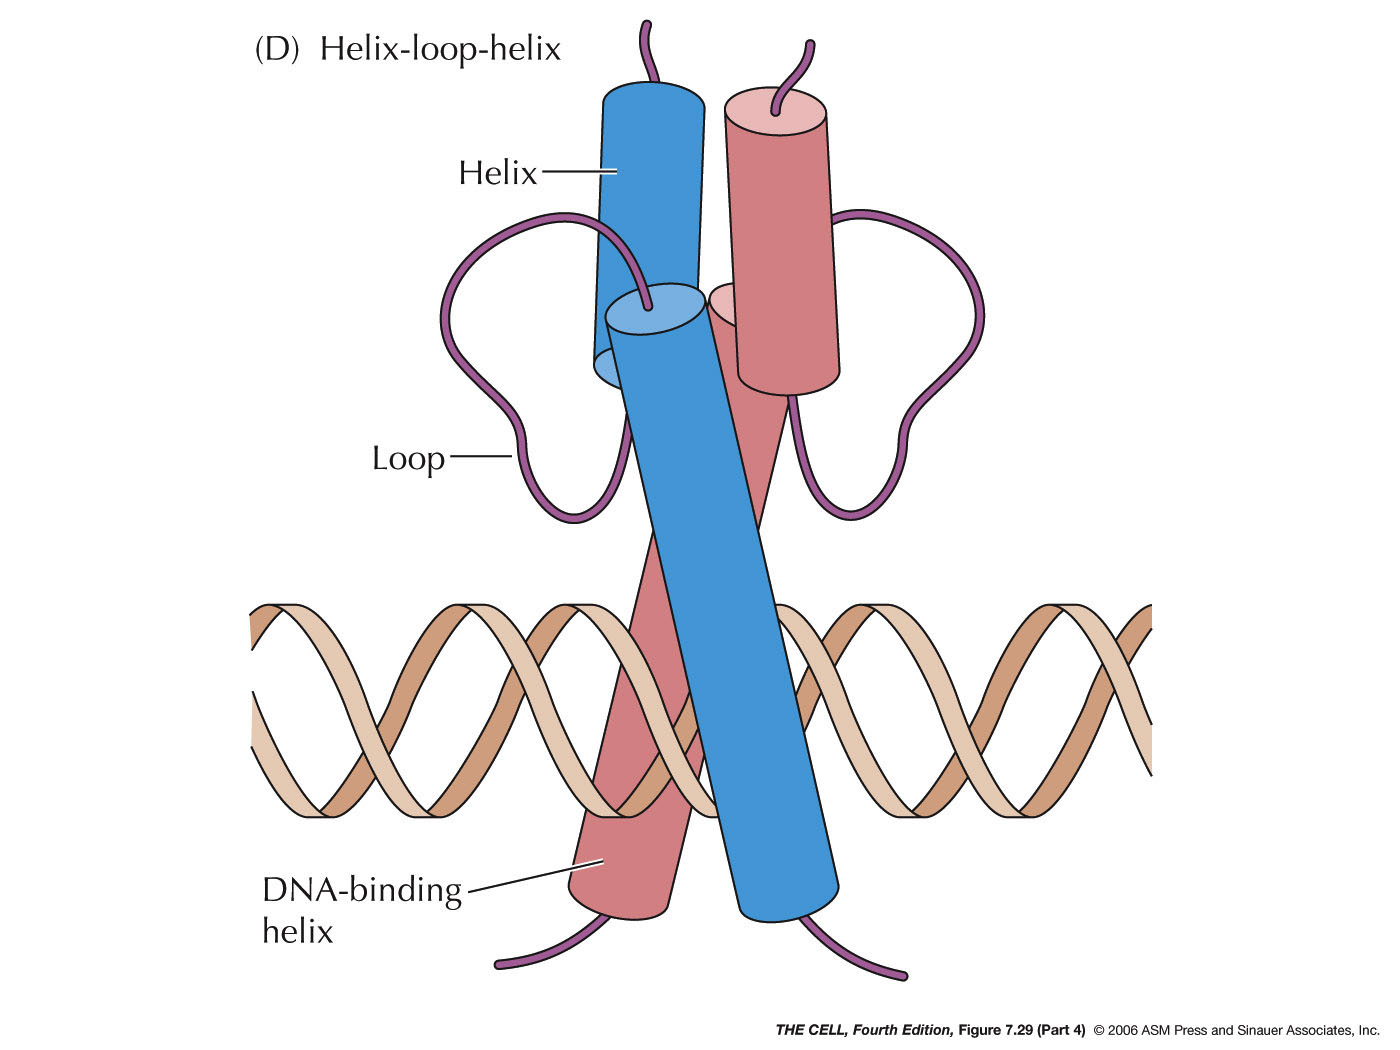 (D) Helix-loop-helix
Helix
Loop
DNA-binding
helix
THE CELL, Fourth Edition, Figure 7.29 (Part 4) © 2006 ASM Press and Sinauer Associates, Inc.